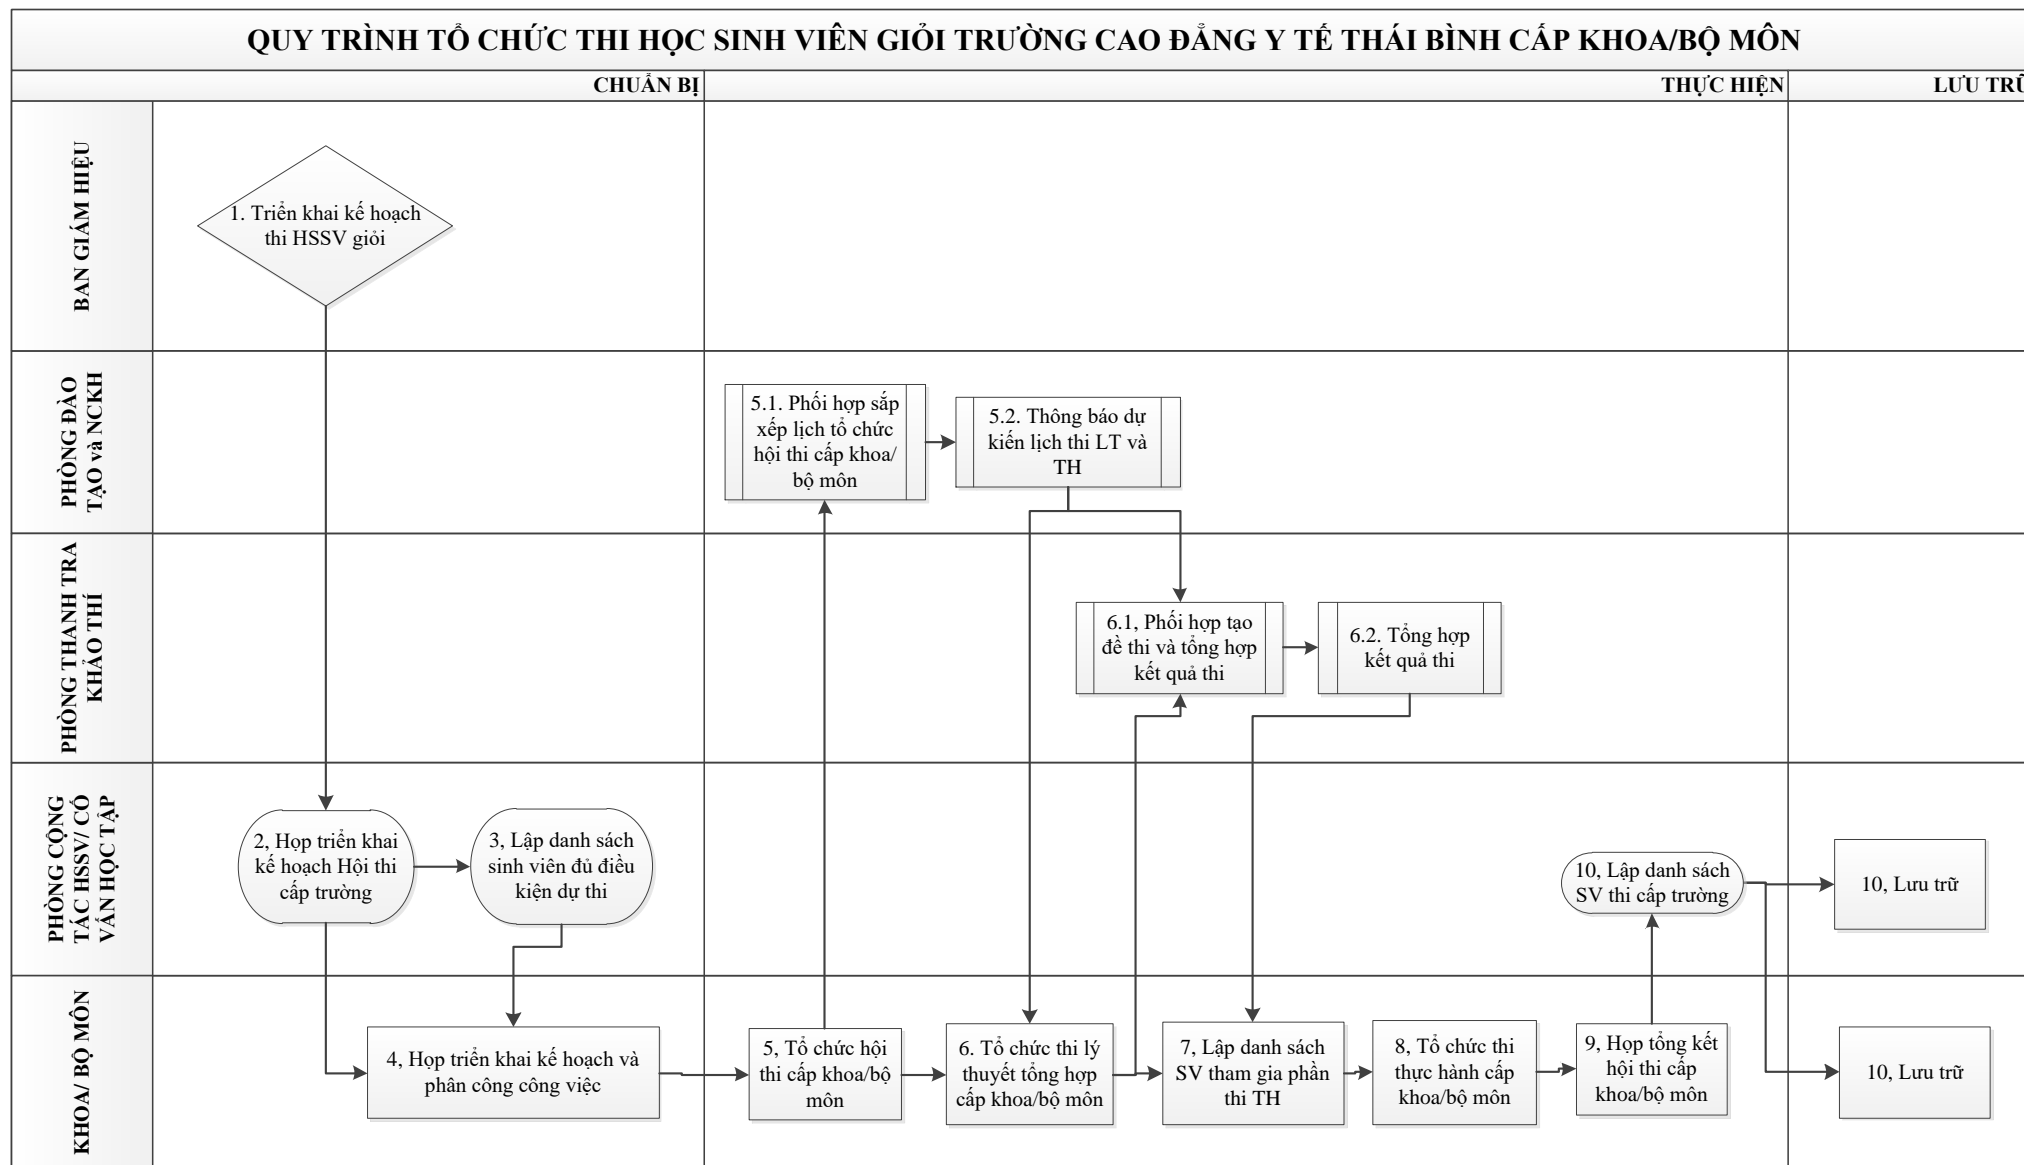 QUY TRÌNH TỔ CHỨC THI HỌC SINH VIÊN GIỎI TRƯỜNG CAO ĐẲNG Y TẾ THÁI BÌNH CẤP KHOA/BỘ MÔN
CHUẨN BỊ
THỰC HIỆN
LƯU TRỮ
BAN GIÁM HIỆU
1. Triển khai kế hoạch
thi HSSV giỏi
PHÒNG ĐÀO
TẠO và NCKH
5.1. Phối hợp sắp
xếp lịch tổ chức
hội thi cấp khoa/
bộ môn
5.2. Thông báo dự
kiến lịch thi LT và
TH
PHÒNG THANH TRA
KHẢO THÍ
6.1, Phối hợp tạo
đề thi và tổng hợp
kết quả thi
6.2. Tổng hợp
kết quả thi
PHÒNG CỘNG
TÁC HSSV/ CỐ
VẤN HỌC TẬP
2, Họp triển khai
kế hoạch Hội thi
cấp trường
3, Lập danh sách
sinh viên đủ điều
kiện dự thi
10, Lập danh sách
SV thi cấp trường
10, Lưu trữ
KHOA/ BỘ MÔN
4, Họp triển khai kế hoạch và
phân công công việc
5, Tổ chức hội
thi cấp khoa/bộ
môn
6. Tổ chức thi lý
thuyết tổng hợp
cấp khoa/bộ môn
7, Lập danh sách
SV tham gia phần
thi TH
8, Tổ chức thi
thực hành cấp
khoa/bộ môn
9, Họp tổng kết
hội thi cấp
khoa/bộ môn
10, Lưu trữ